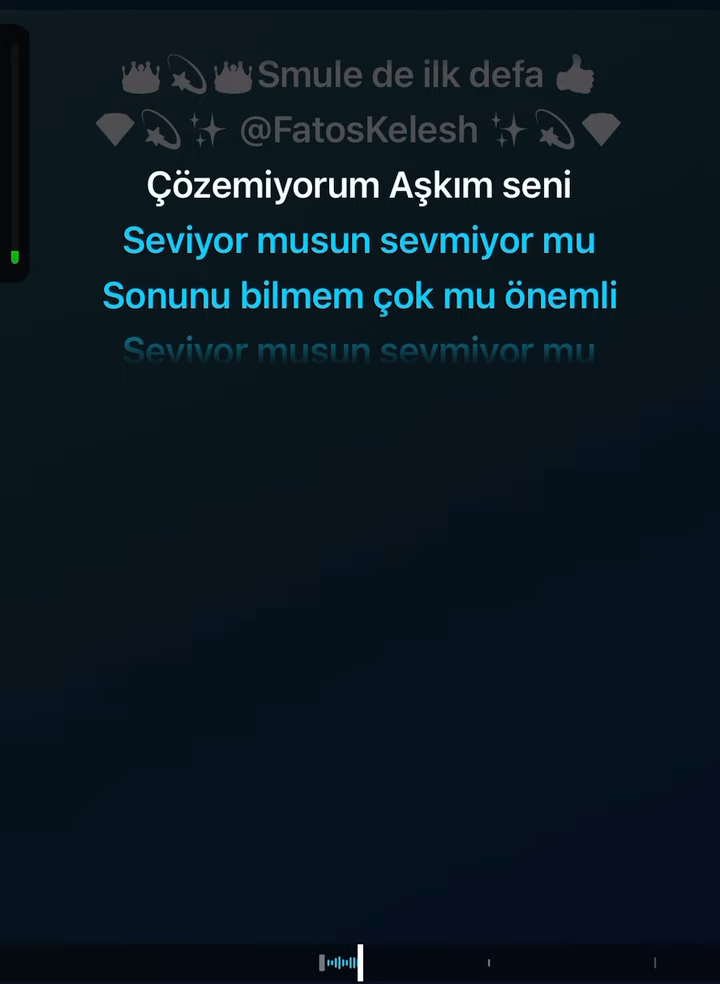 👑💫👑Smule de ilk defa 👍
💎💫✨ @FatosKelesh ✨💫💎
Çözemiyorum Aşkım seni
Seviyor musun sevmiyor mu
Sonunu bilmem çok mu önemli
Seviyor musun sevmiyor mu